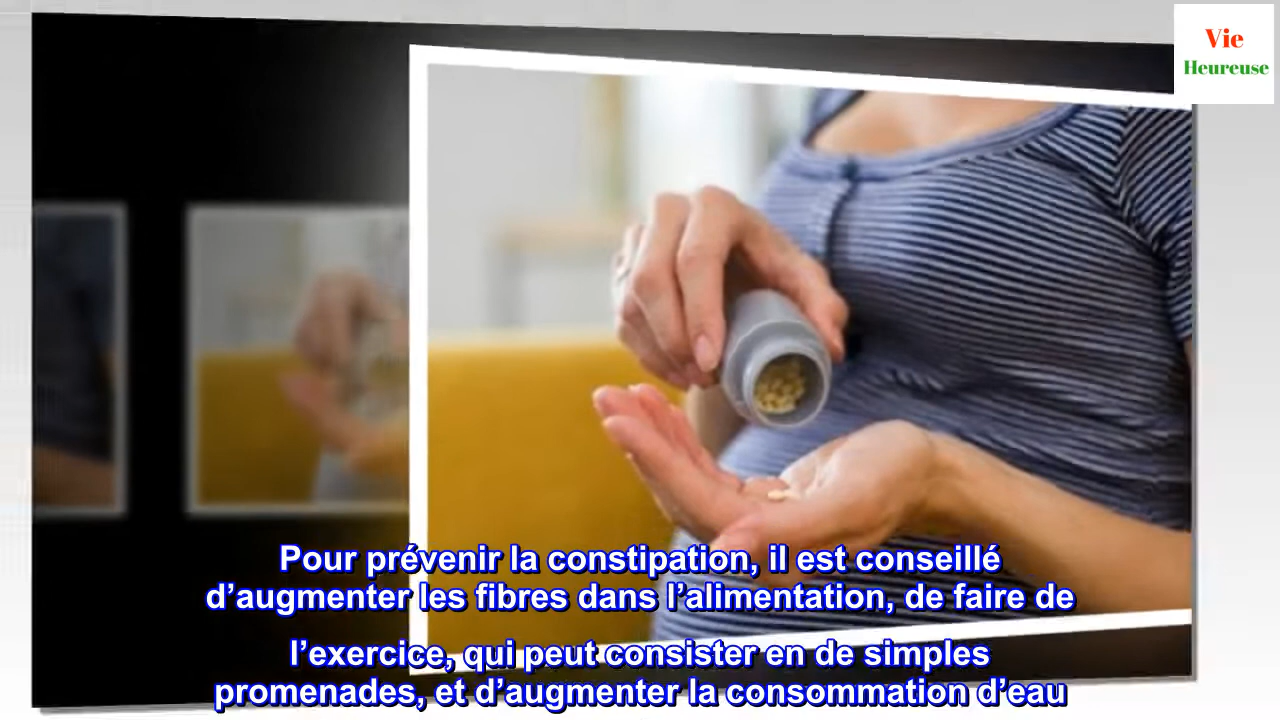 Vie
Heureuse
Pour prévenir la constipation, il est conseillé
d’augmenter les fibres dans l’alimentation, de faire de
l’exercice, qui peut consister en de simples
promenades, et d’augmenter la consommation d’eau